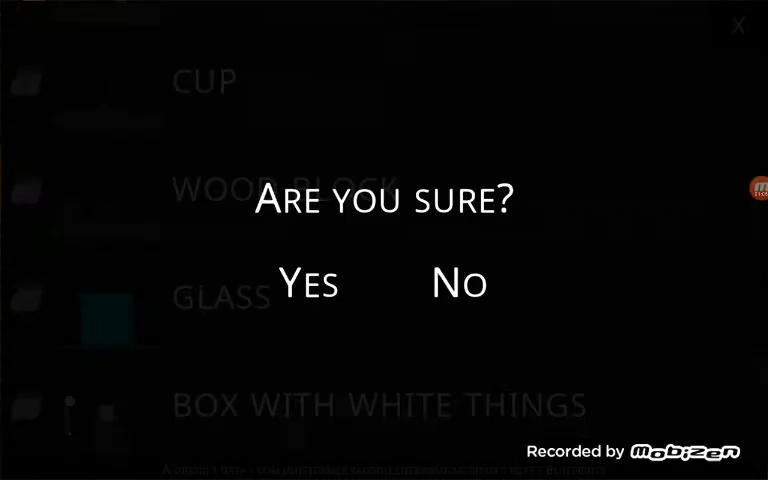 X
CUP
WOOD BLOCK
ARE YOU SURE?
YES NO
GLASS
BOX WITH WHITE THINGS
Recorded by mobizen